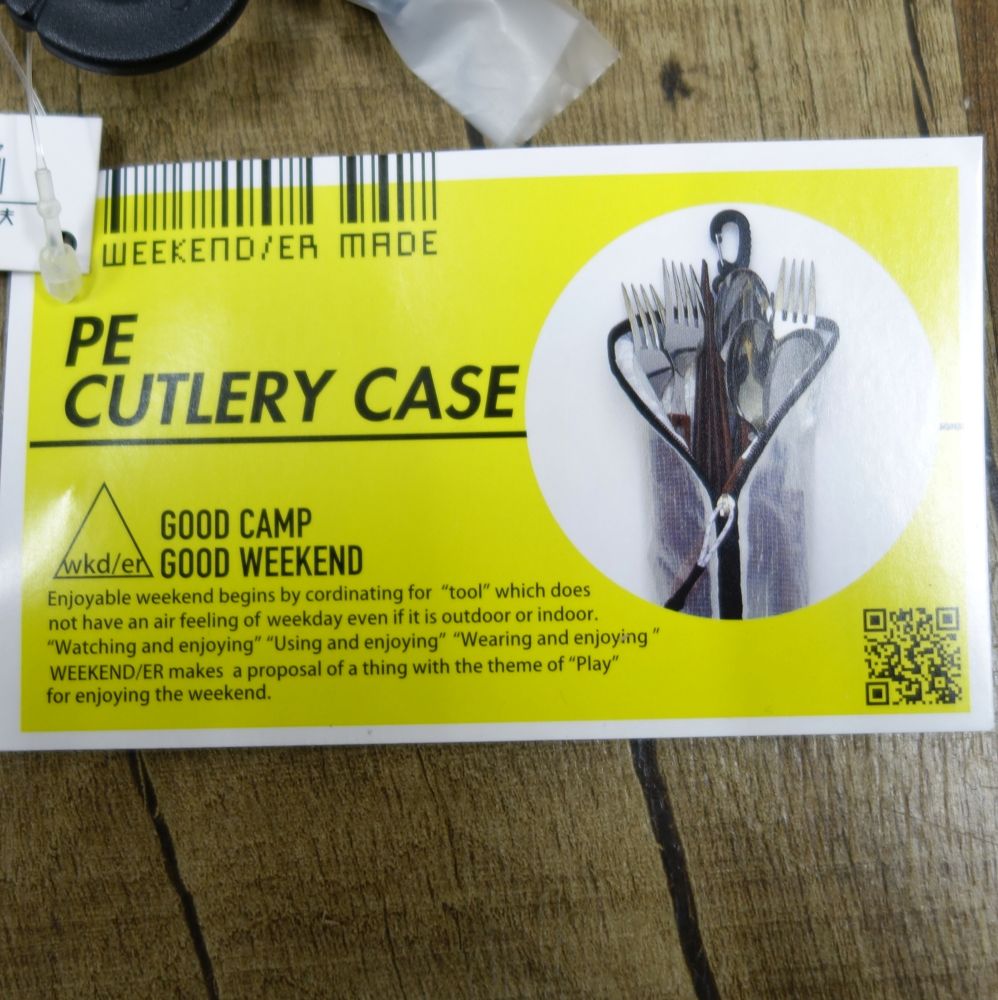 WEEKEND/ER MADE
PE
CUTLERY CASE
wkd/er
GOOD CAMP
GOOD WEEKEND
Enjoyable weekend begins by cordinating for “tool” which does
not have an air feeling of weekday even if it is outdoor or indoor.
“Watching and enjoying” “Using and enjoying” “Wearing and enjoying ”
WEEKEND/ER makes a proposal of a thing with the theme of “Play”
for enjoying the weekend.
夫